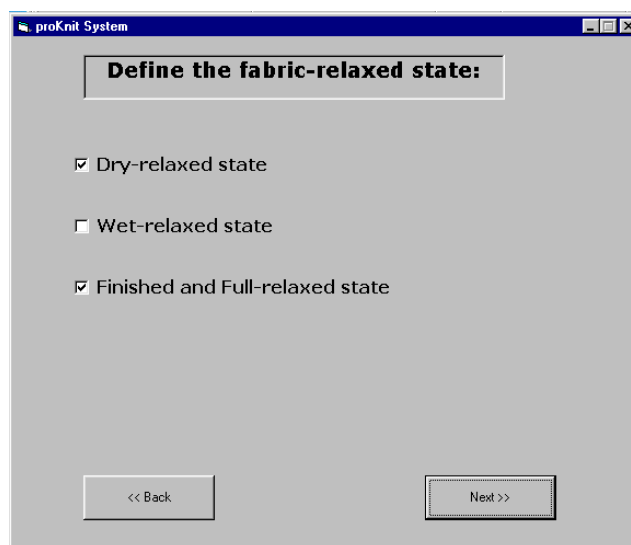 proKnit System
Define the fabric-relaxed state:
Dry-relaxed state
Wet-relaxed state
Finished and Full-relaxed state
<< Back
Next >>